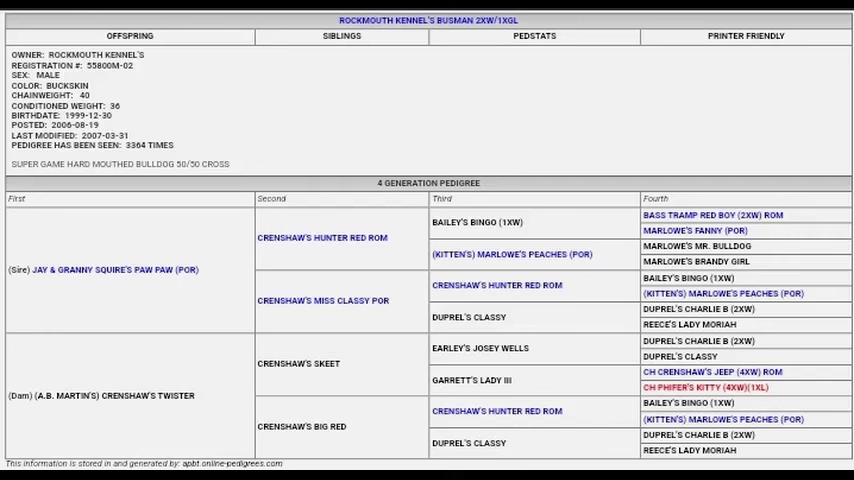 ROCKMOUTH KENNEL'S BUSMAN 2XW/1XGL
OFFSPRING SIBLINGS PEDSTATS PRINTER FRIENDLY
OWNER: ROCKMOUTH KENNEL'S
REGISTRATION #: 55800M-02
SEX: MALE
COLOR: BUCKSKIN
CHAINWEIGHT: 40
CONDITIONED WEIGHT: 36
BIRTHDATE: 1999-12-30
POSTED: 2006-08-19
LAST MODIFIED: 2007-03-31
PEDIGREE HAS BEEN SEEN: 3364 TIMES
SUPER GAME HARD MOUTHED BULLDOG 50/50 CROSS
4 GENERATION PEDIGREE
First Second Third Fourth
(Sire) JAY & GRANNY SQUIRE'S PAW PAW (POR)
CRENSHAW'S HUNTER RED ROM
BAILEY'S BINGO (1XW)
BASS TRAMP RED BOY (2XW) ROM
MARLOWE'S FANNY (POR)
(KITTEN'S) MARLOWE'S PEACHES (POR)
MARLOWE'S MR. BULLDOG
MARLOWE'S BRANDY GIRL
CRENSHAW'S MISS CLASSY POR
CRENSHAW'S HUNTER RED ROM
BAILEY'S BINGO (1XW)
(KITTEN'S) MARLOWE'S PEACHES (POR)
DUPREL'S CLASSY
DUPREL'S CHARLIE B (2XW)
REECE'S LADY MORIAH
(Dam) (A.B. MARTIN'S) CRENSHAW'S TWISTER
CRENSHAW'S SKEET
EARLEY'S JOSEY WELLS
DUPREL'S CHARLIE B (2XW)
DUPREL'S CLASSY
GARRETT'S LADY III
CH CRENSHAW'S JEEP (4XW) ROM
CH PHIFER'S KITTY (4XW)(1XL)
CRENSHAW'S BIG RED
CRENSHAW'S HUNTER RED ROM
BAILEY'S BINGO (1XW)
(KITTEN'S) MARLOWE'S PEACHES (POR)
DUPREL'S CLASSY
DUPREL'S CHARLIE B (2XW)
REECE'S LADY MORIAH
This information is stored in and generated by: apbt.online-pedigrees.com